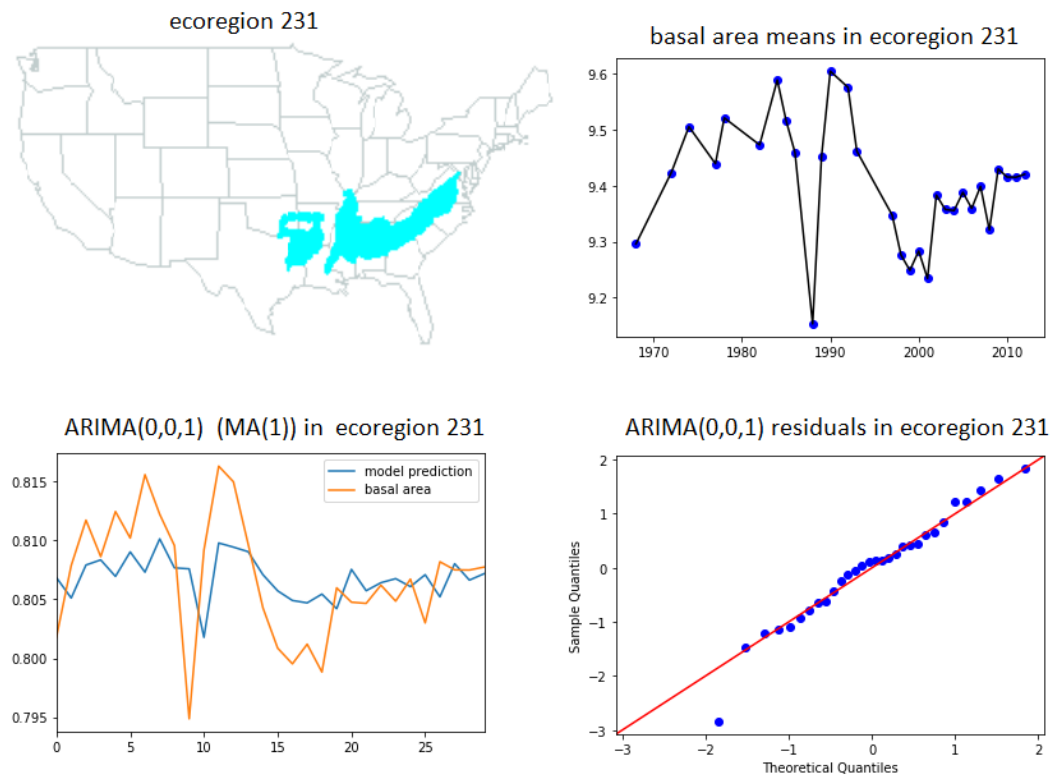 ecoregion 231
basal area means in ecoregion 231
9.6
9.5
9.4
9.3
9.2
1970 1980 1990 2000 2010
ARIMA(0,0,1) (MA(1)) in ecoregion 231
model prediction
basal area
0.815
0.810
0.805
0.800
0.795
0 5 10 15 20 25
ARIMA(0,0,1) residuals in ecoregion 231
Sample Quantiles
2
1
0
−1
−2
−3
−3 −2 −1 0 1 2
Theoretical Quantiles